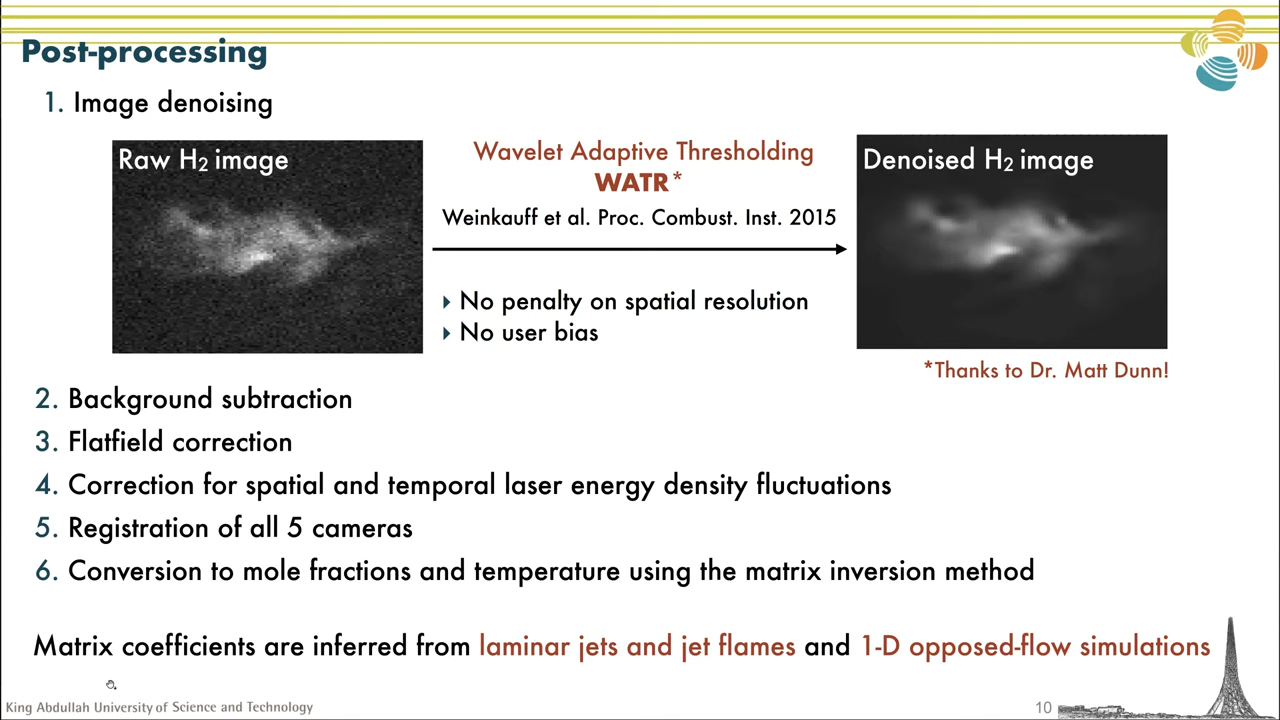 Post-processing
1. Image denoising
Raw H2 image
Wavelet Adaptive Thresholding
WATR*
Weinkauff et al. Proc. Combust. Inst. 2015
Denoised H2 image
No penalty on spatial resolution
No user bias
*Thanks to Dr. Matt Dunn!
2. Background subtraction
3. Flatfield correction
4. Correction for spatial and temporal laser energy density fluctuations
5. Registration of all 5 cameras
6. Conversion to mole fractions and temperature using the matrix inversion method
Matrix coefficients are inferred from laminar jets and jet flames and 1-D opposed-flow simulations
King Abdullah University of Science and Technology
10